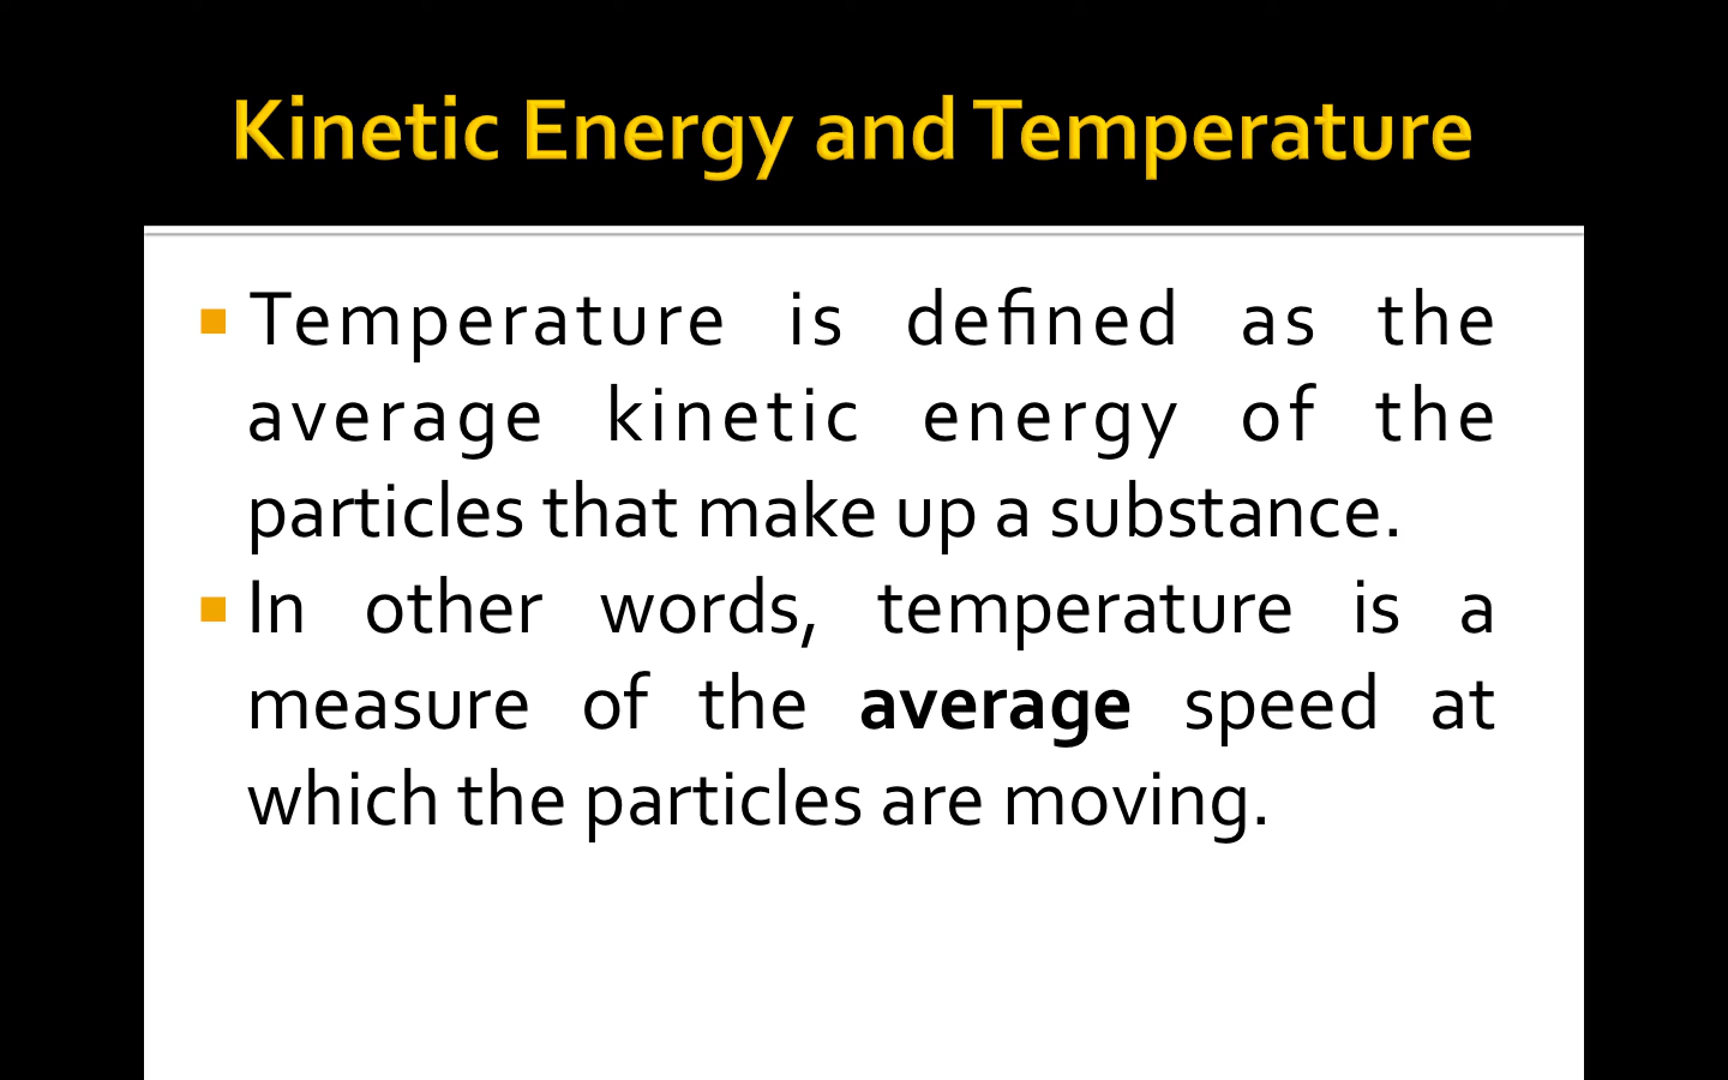 Kinetic Energy and Temperature
Temperature is defined as the
average kinetic energy of the
particles that make up a substance.
In other words, temperature is a
measure of the average speed at
which the particles are moving.